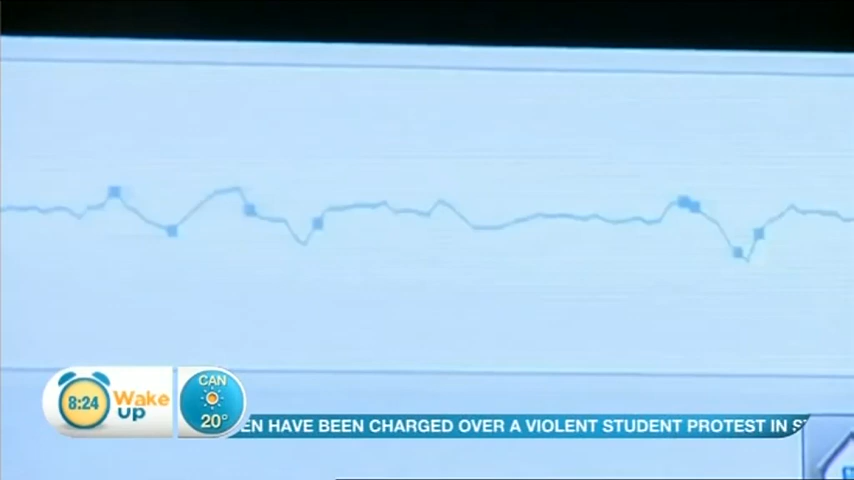 8:24
Wake
UP
CAN
20°
EN HAVE BEEN CHARGED OVER A VIOLENT STUDENT PROTEST IN